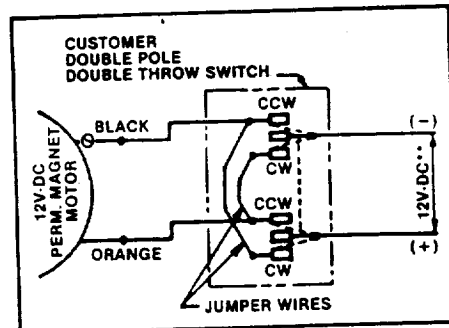 CUSTOMER
DOUBLE POLE
DOUBLE THROW SWITCH
CCW
BLACK
(-)
CW
12V-DC
PERM. MAGNET
MOTOR
12V-DC**
CCW
(+)
ORANGE
CW
JUMPER WIRES